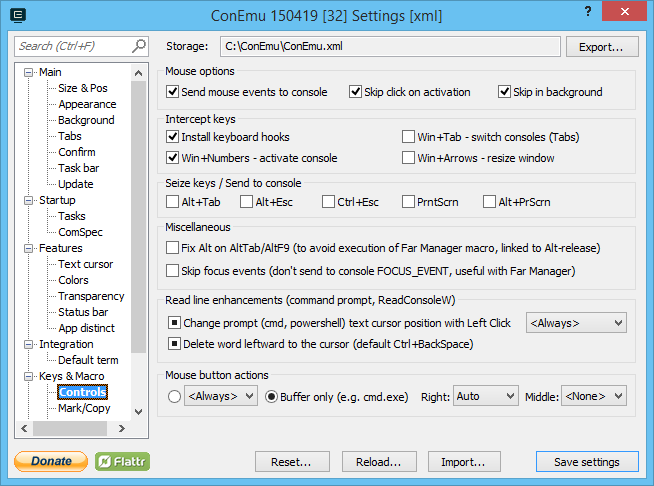 ConEmu 150419 [32] Settings [xml]
?
Search (Ctrl+F)
Storage: C:\ConEmu\ConEmu.xml Export...
Main
Size & Pos
Appearance
Background
Tabs
Confirm
Task bar
Update
Startup
Tasks
ComSpec
Features
Text cursor
Colors
Transparency
Status bar
App distinct
Integration
Default term
Keys & Macro
Controls
Mark/Copy
Mouse options
Send mouse events to console Skip click on activation Skip in background
Intercept keys
Install keyboard hooks Win+Tab - switch consoles (Tabs)
Win+Numbers - activate console Win+Arrows - resize window
Seize keys / Send to console
Alt+Tab Alt+Esc Ctrl+Esc PrntScrn Alt+PrScrn
Miscellaneous
Fix Alt on AltTab/AltF9 (to avoid execution of Far Manager macro, linked to Alt-release)
Skip focus events (don't send to console FOCUS_EVENT, useful with Far Manager)
Read line enhancements (command prompt, ReadConsoleW)
Change prompt (cmd, powershell) text cursor position with Left Click <Always>
Delete word leftward to the cursor (default Ctrl+BackSpace)
Mouse button actions
<Always> Buffer only (e.g. cmd.exe) Right: Auto Middle: <None>
Donate Flattr Reset... Reload... Import... Save settings